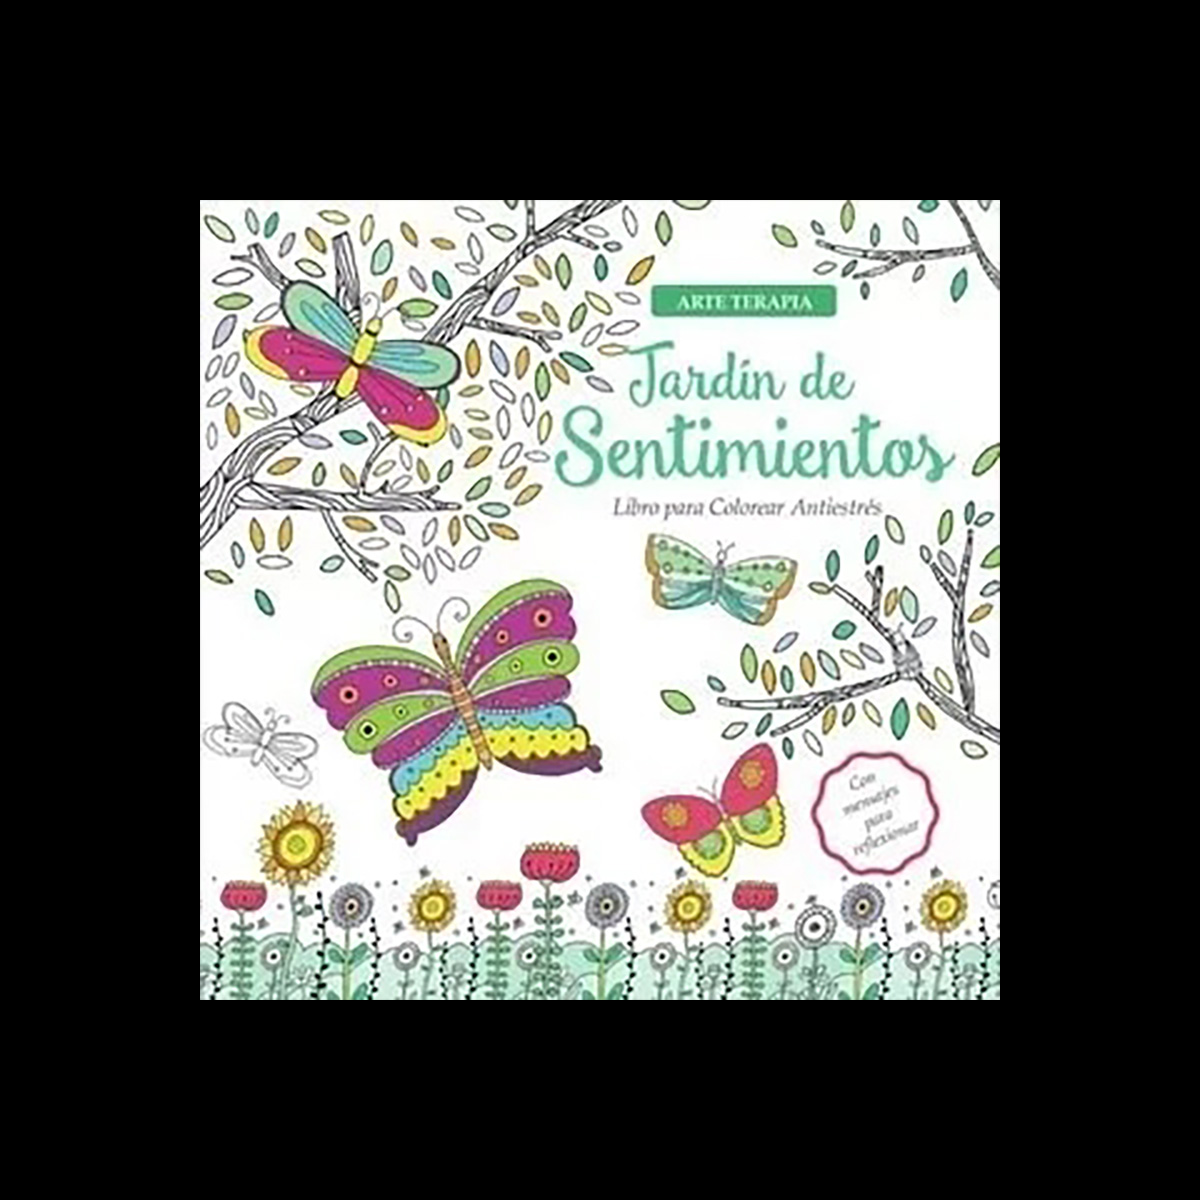 ARTE TERAPIA
Jardín de
Sentimientos
Libro para Colorear Antiestrés
Con
mensajes
para
reflexionar